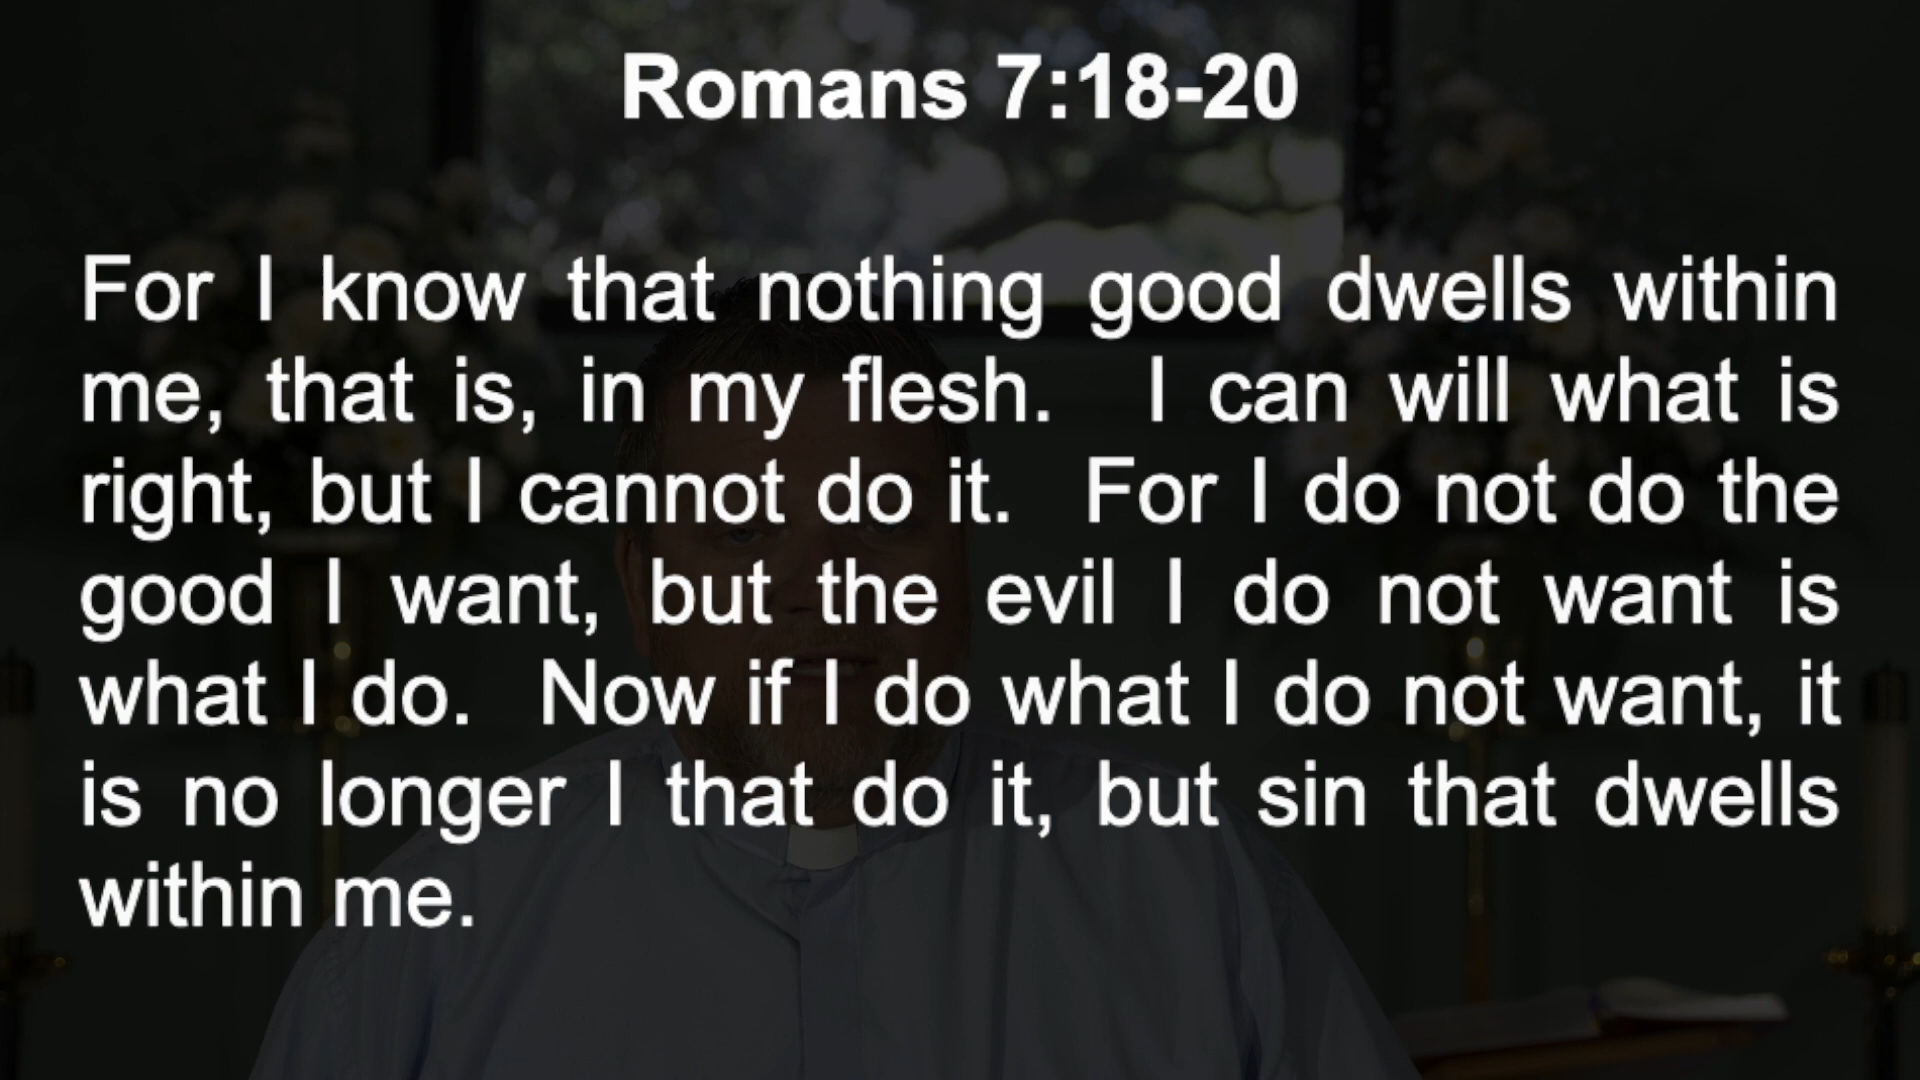 Romans 7:18-20
For I know that nothing good dwells within
me, that is, in my flesh. I can will what is
right, but I cannot do it. For I do not do the
good I want, but the evil I do not want is
what I do. Now if I do what I do not want, it
is no longer I that do it, but sin that dwells
within me.